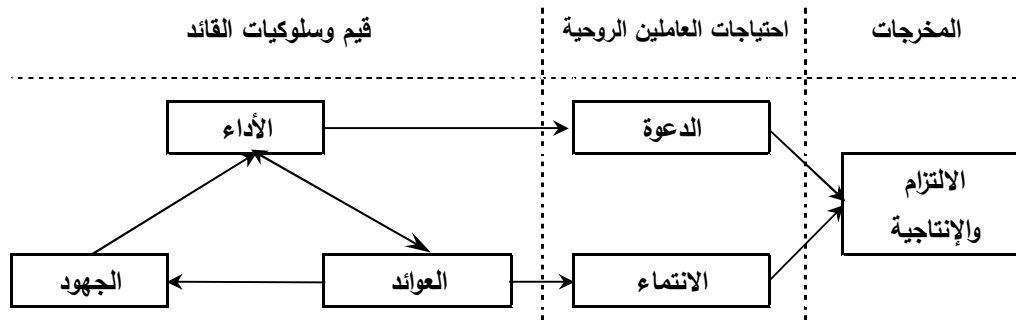 المخرجات
احتياجات العاملين الروحية
قيم وسلوكيات القائد
الأداء
الدعوة
الالتزام
والإنتاجية
الجهود
العوائد
الانتماء